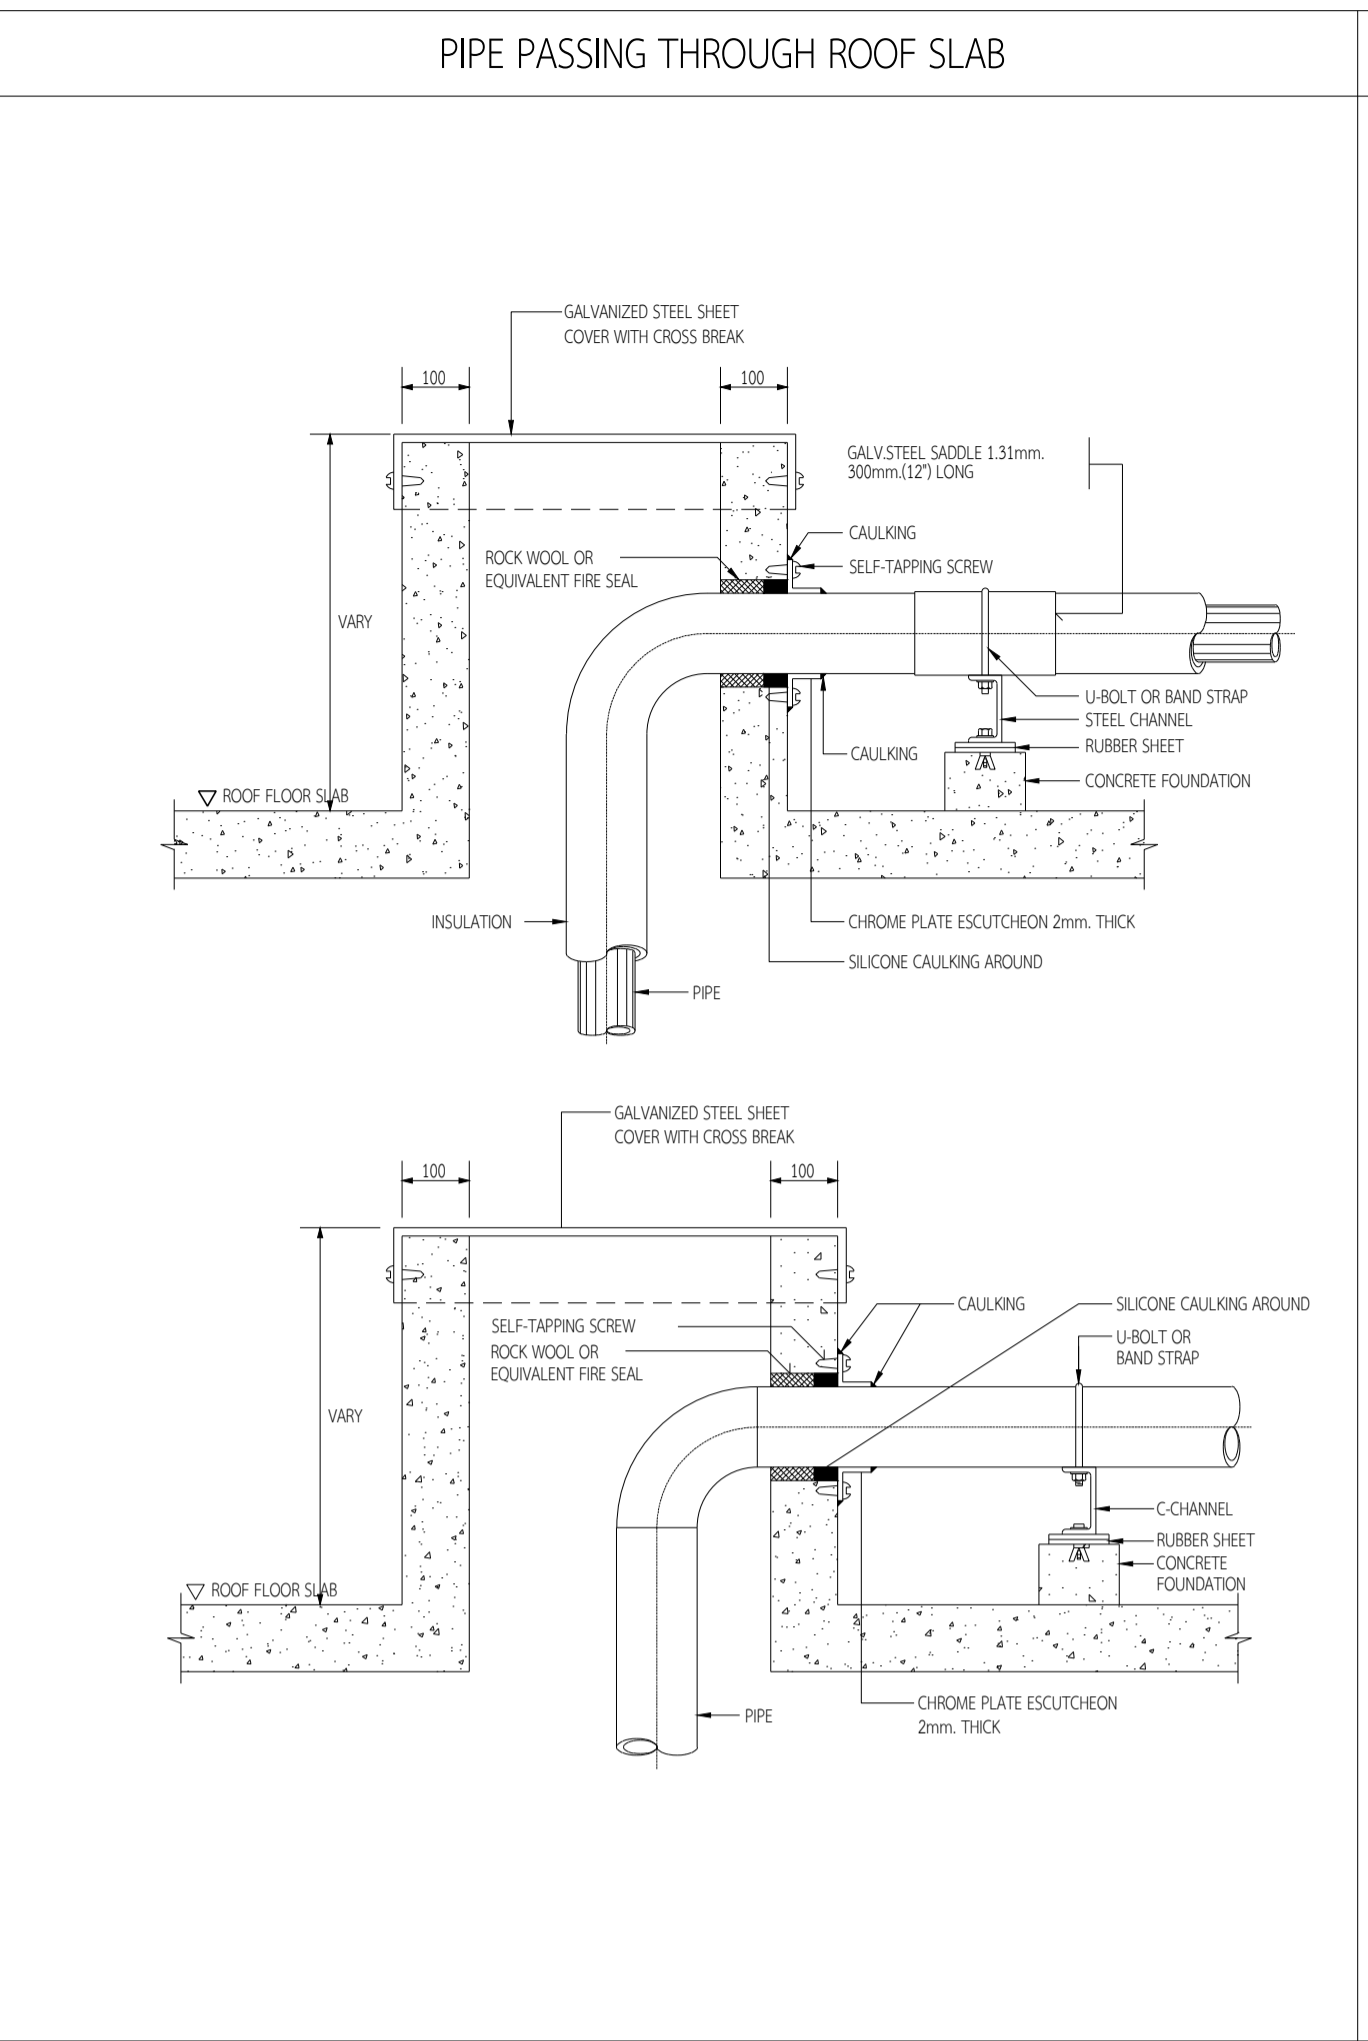 PIPE PASSING THROUGH ROOF SLAB
GALVANIZED STEEL SHEET
COVER WITH CROSS BREAK
100
100
GALV.STEEL SADDLE 1.31mm.
300mm.(12") LONG
CAULKING
SELF-TAPPING SCREW
ROCK WOOL OR
EQUIVALENT FIRE SEAL
VARY
U-BOLT OR BAND STRAP
STEEL CHANNEL
RUBBER SHEET
CAULKING
CONCRETE FOUNDATION
ROOF FLOOR SLAB
INSULATION
CHROME PLATE ESCUTCHEON 2mm. THICK
SILICONE CAULKING AROUND
PIPE
GALVANIZED STEEL SHEET
COVER WITH CROSS BREAK
100
100
CAULKING
SILICONE CAULKING AROUND
SELF-TAPPING SCREW
ROCK WOOL OR
EQUIVALENT FIRE SEAL
U-BOLT OR
BAND STRAP
VARY
C-CHANNEL
RUBBER SHEET
CONCRETE
FOUNDATION
ROOF FLOOR SLAB
CHROME PLATE ESCUTCHEON
2mm. THICK
PIPE